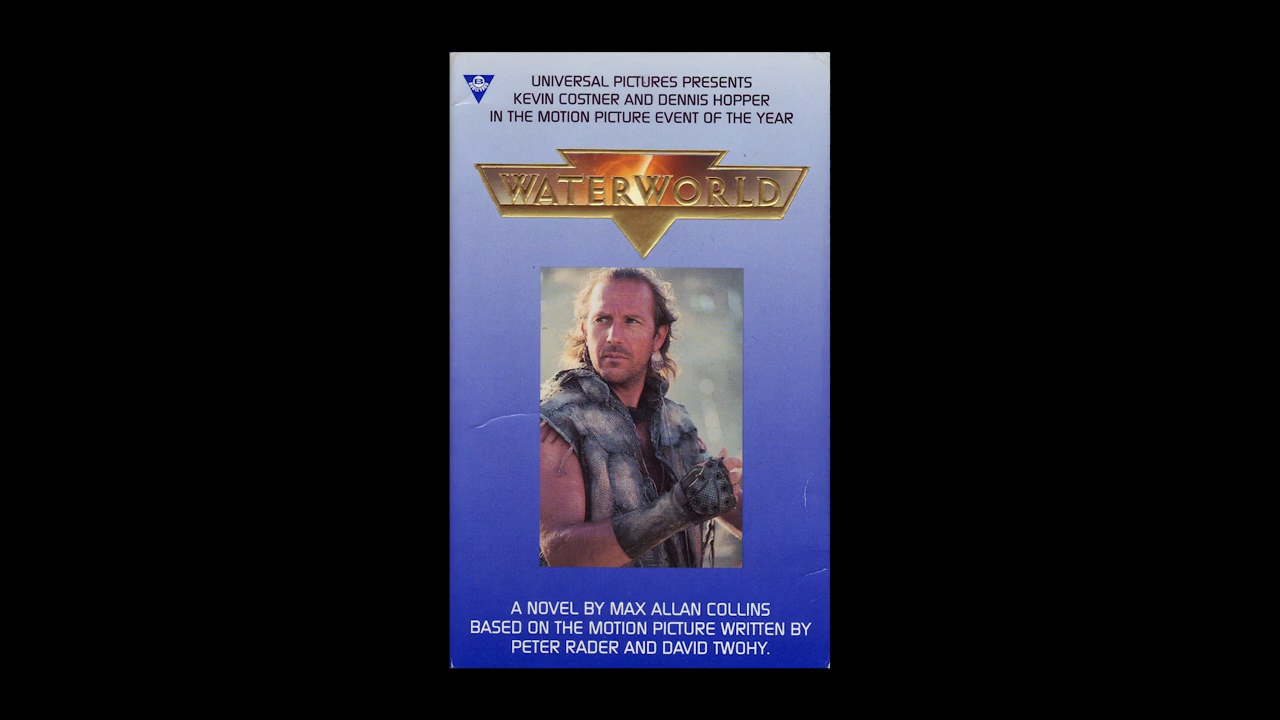 UNIVERSAL PICTURES PRESENTS
KEVIN COSTNER AND DENNIS HOPPER
IN THE MOTION PICTURE EVENT OF THE YEAR
WATERWORLD
A NOVEL BY MAX ALLAN COLLINS
BASED ON THE MOTION PICTURE WRITTEN BY
PETER RADER AND DAVID TWOHY.